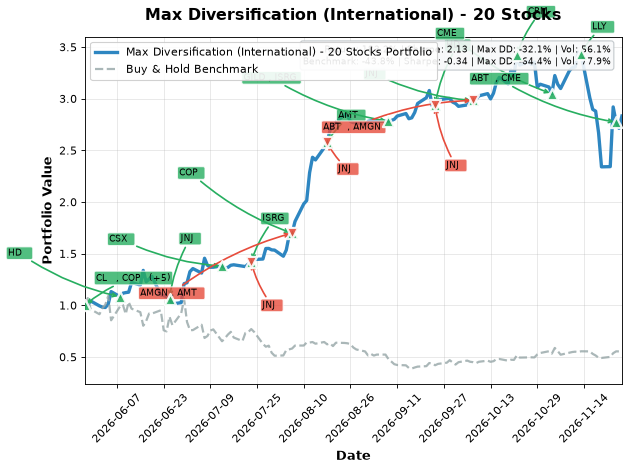 Max Diversification (International) - 20 Stocks
CRM
LLY
CME
Max Diversification (International) - 20 Stocks Portfolio
2.13 | Max DD: -32.1% | Vol: 56.1%
Buy & Hold Benchmark
Benchmark: -43.8% | Sharpe: -0.34 | Max DD: -64.4% | Vol: 77.9%
ABT , CME
AMT
ABT , AMGN
JNJ
JNJ
COP
ISRG
CSX
JNJ
HD
CL , COP (+5)
AMGN , AMT
JNJ
Portfolio Value
3.5
3.0
2.5
2.0
1.5
1.0
0.5
2026-06-07
2026-06-23
2026-07-09
2026-07-25
2026-08-10
2026-08-26
2026-09-11
2026-09-27
2026-10-13
2026-10-29
2026-11-14
Date